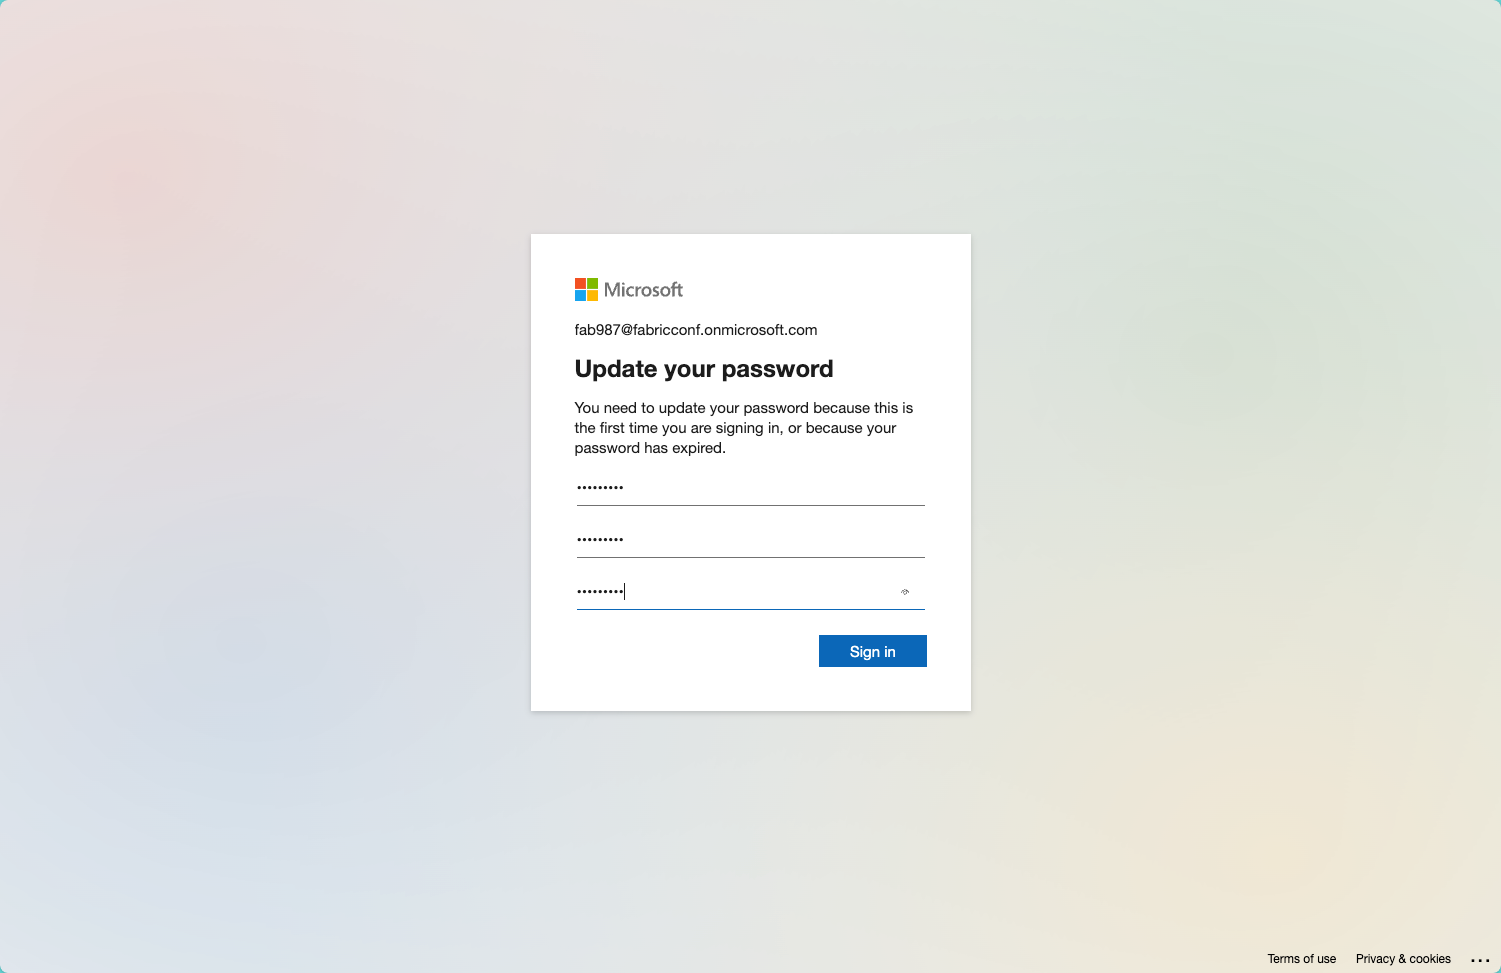 Microsoft
fab987@fabricconf.onmicrosoft.com
Update your password
You need to update your password because this is
the first time you are signing in, or because your
password has expired.
•••••••••
•••••••••
•••••••••
Sign in
Terms of use Privacy & cookies ...